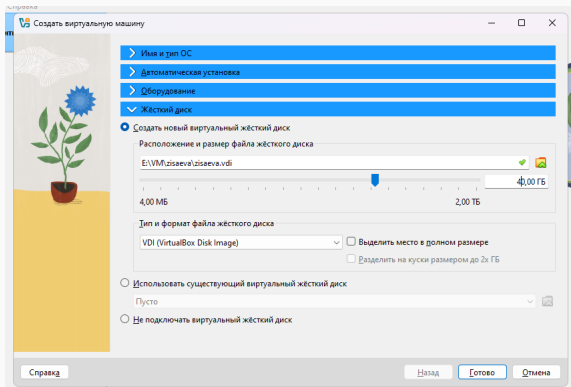 Справка
Создать виртуальную машину
Имя и тип ОС
Автоматическая установка
Оборудование
Жёсткий диск
Создать новый виртуальный жёсткий диск
Расположение и размер файла жёсткого диска
E:\VM\zisaeva\zisaeva.vdi
40,00 ГБ
4,00 МБ 2,00 ТБ
Тип и формат файла жёсткого диска
VDI (VirtualBox Disk Image) Выделить место в полном размере
Разделить на куски размером до 2х ГБ
Использовать существующий виртуальный жёсткий диск
Пусто
Не подключать виртуальный жёсткий диск
Справка Назад Готово Отмена